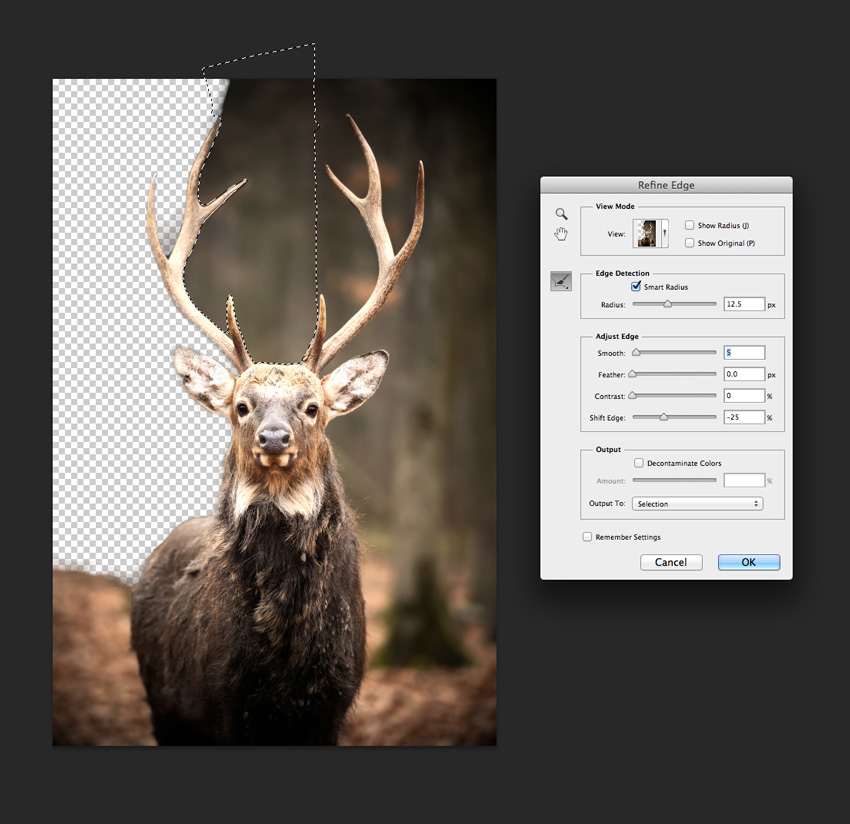 Refine Edge
View Mode
View:
Show Radius (J)
Show Original (P)
Edge Detection
Smart Radius
Radius: 12.5 px
Adjust Edge
Smooth: 5
Feather: 0.0 px
Contrast: 0 %
Shift Edge: -25 %
Output
Decontaminate Colors
Amount: %
Output To: Selection
Remember Settings
Cancel OK